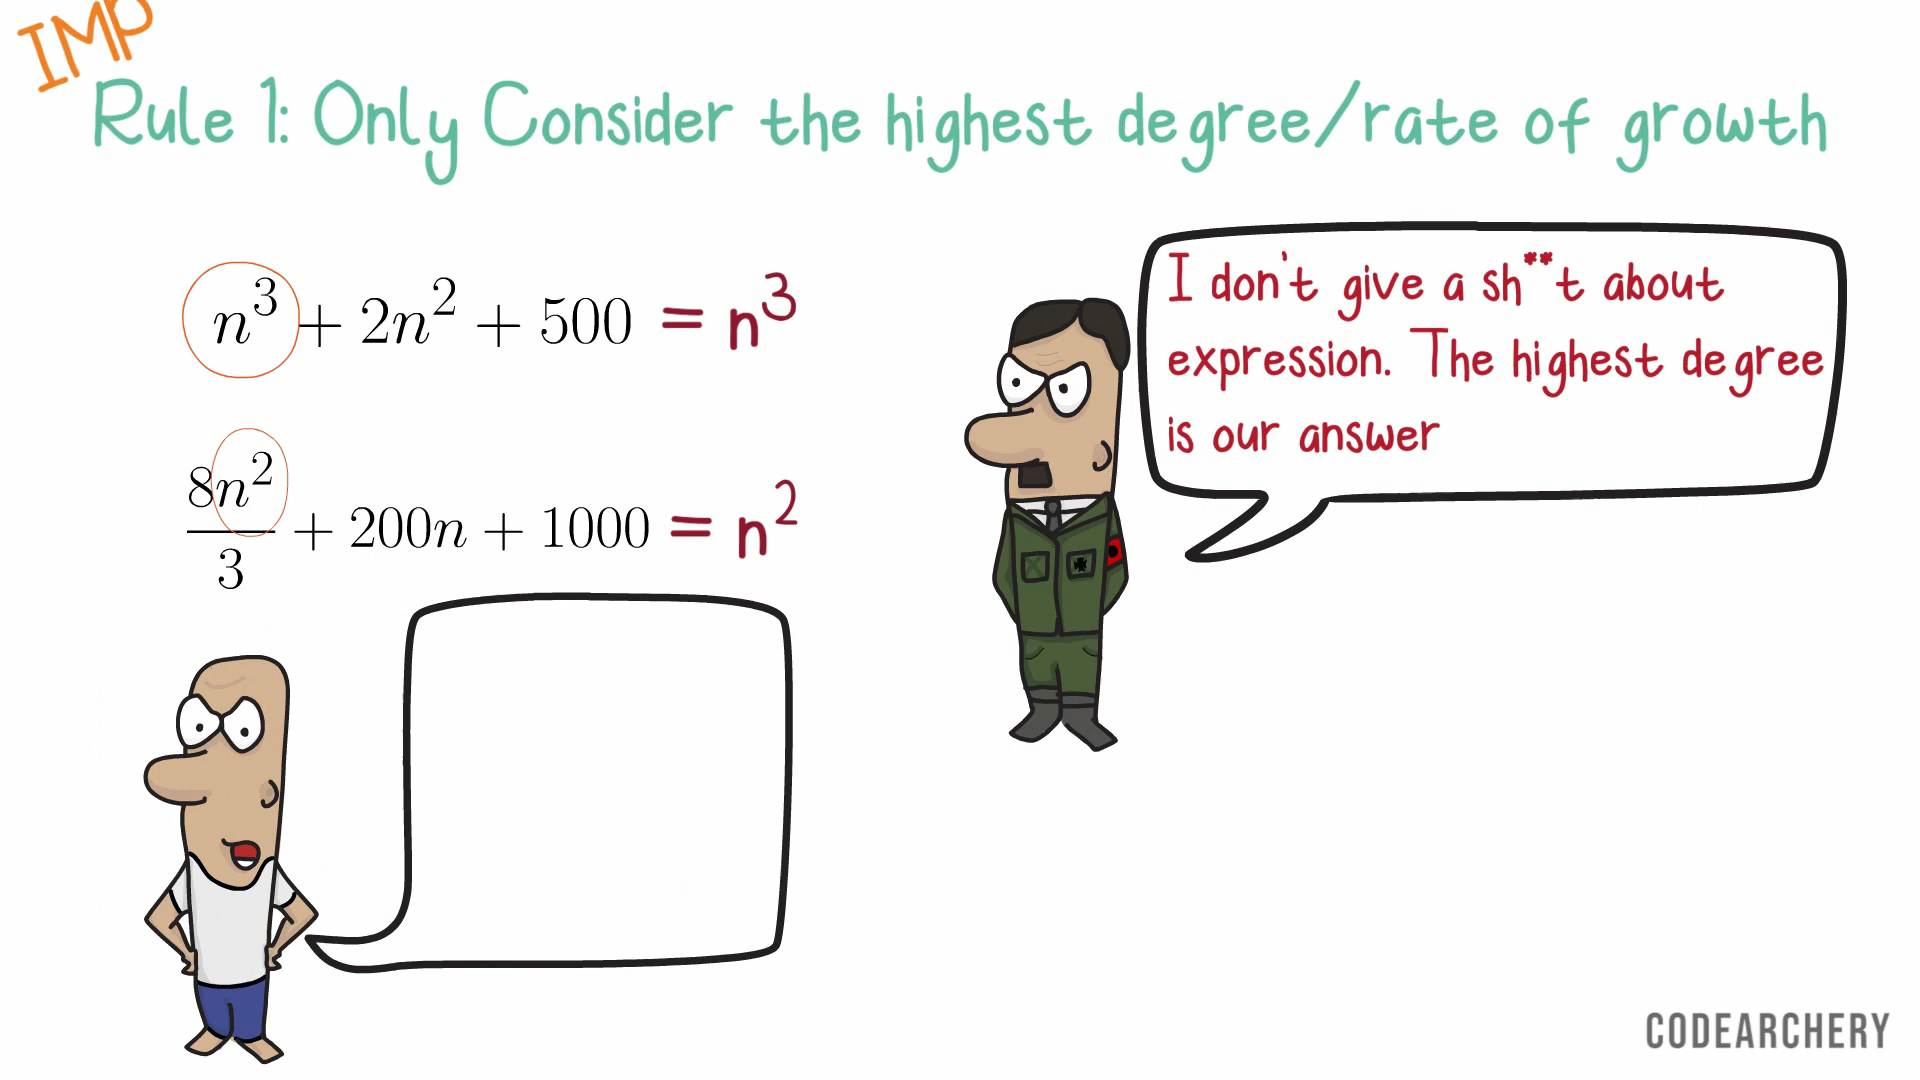 IMP
Rule 1: Only Consider the highest degree/rate of growth
n³ + 2n² + 500 = n³
I don't give a sh**t about
expression. The highest degree
is our answer
8n²/3 + 200n + 1000 = n²
CODEARCHERY